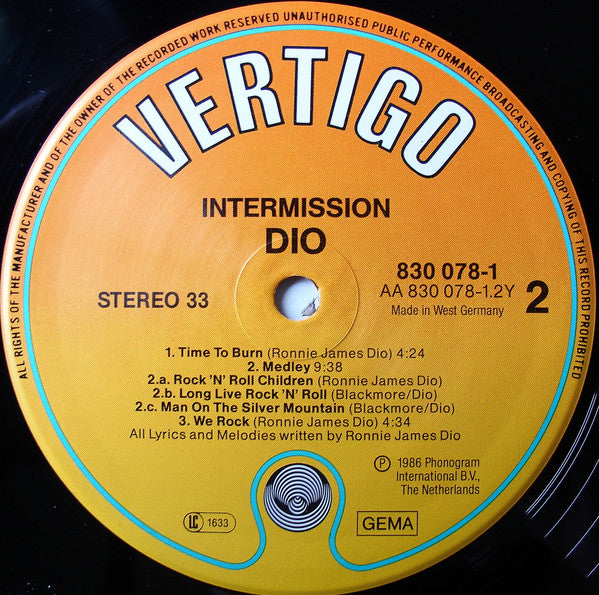 ALL RIGHTS OF THE MANUFACTURER AND OF THE OWNER OF THE RECORDED WORK RESERVED UNAUTHORISED PUBLIC PERFORMANCE BROADCASTING AND COPYING OF THIS RECORD PROHIBITED
VERTIGO
INTERMISSION
DIO
STEREO 33
830 078-1
AA 830 078-1.2Y
Made in West Germany
2
1. Time To Burn (Ronnie James Dio) 4:24
2. Medley 9:38
2.a. Rock 'N' Roll Children (Ronnie James Dio)
2.b. Long Live Rock 'N' Roll (Blackmore/Dio)
2.c. Man On The Silver Mountain (Blackmore/Dio)
3. We Rock (Ronnie James Dio) 4:34
All Lyrics and Melodies written by Ronnie James Dio
Ⓟ 1986 Phonogram
International B.V.,
The Netherlands
LC 1633
GEMA